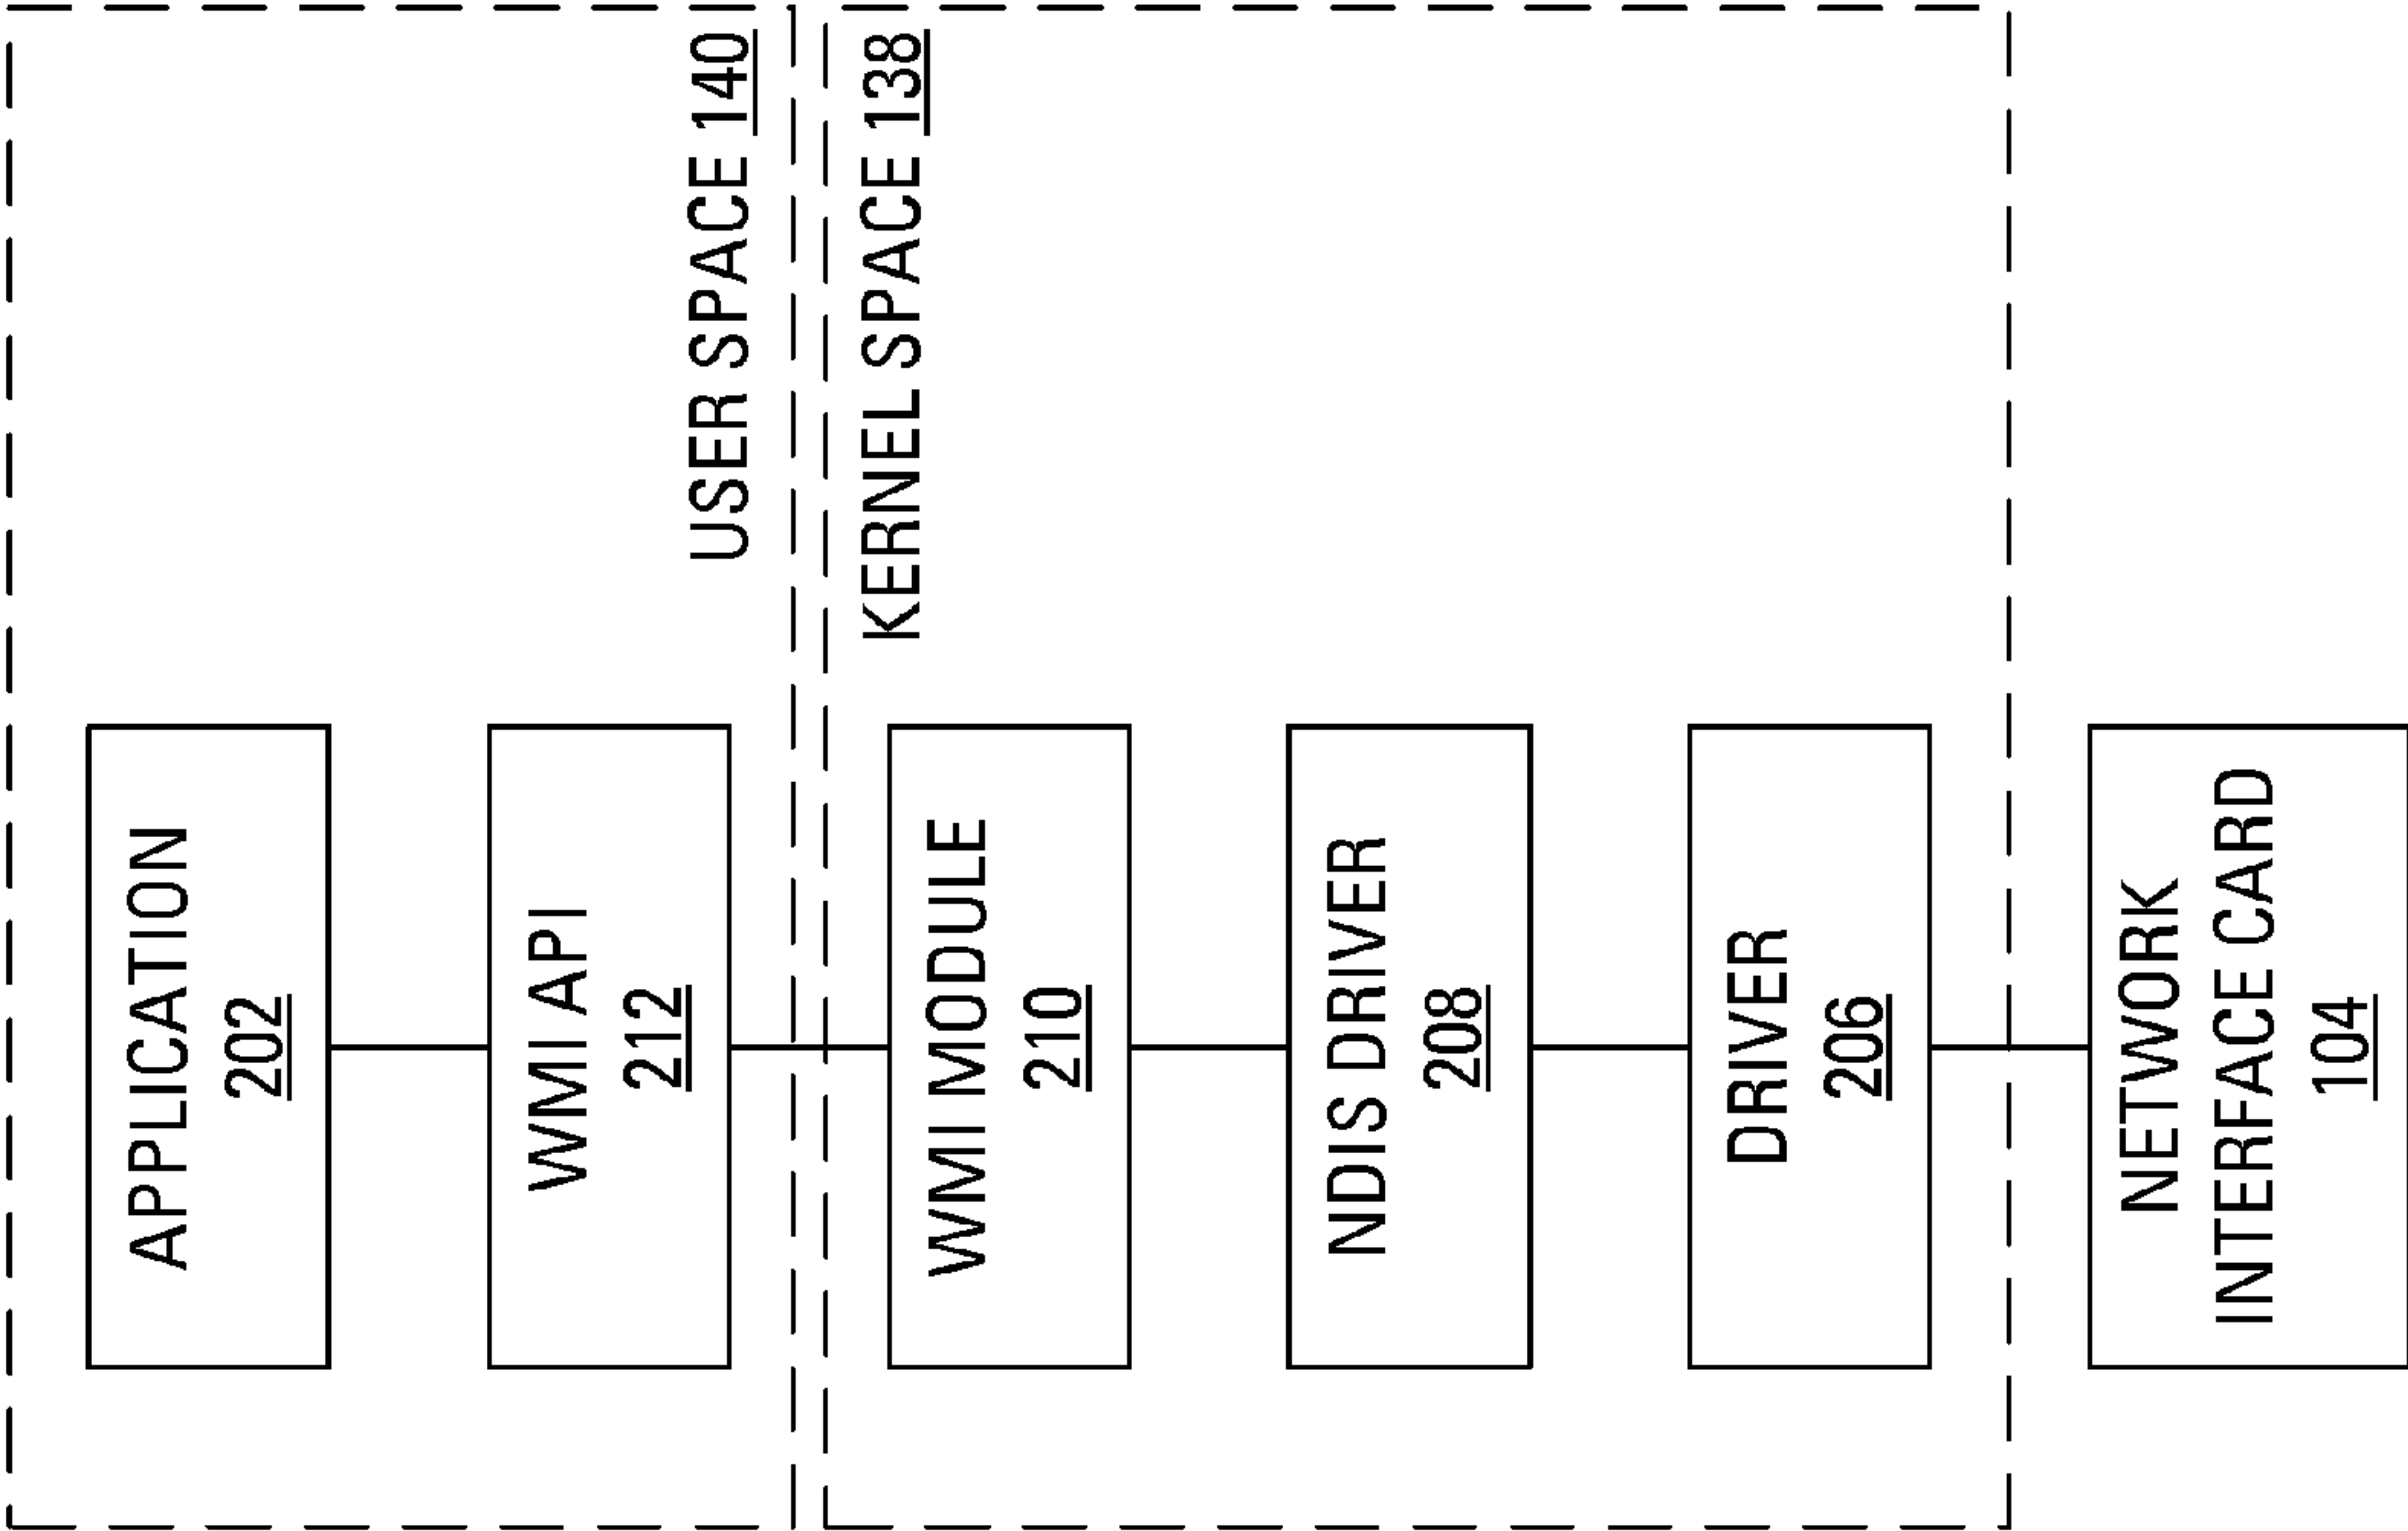 APPLICATION
202
WMI API
212
USER SPACE 140
KERNEL SPACE 138
WMI MODULE
210
NDIS DRIVER
208
DRIVER
206
NETWORK
INTERFACE CARD
104